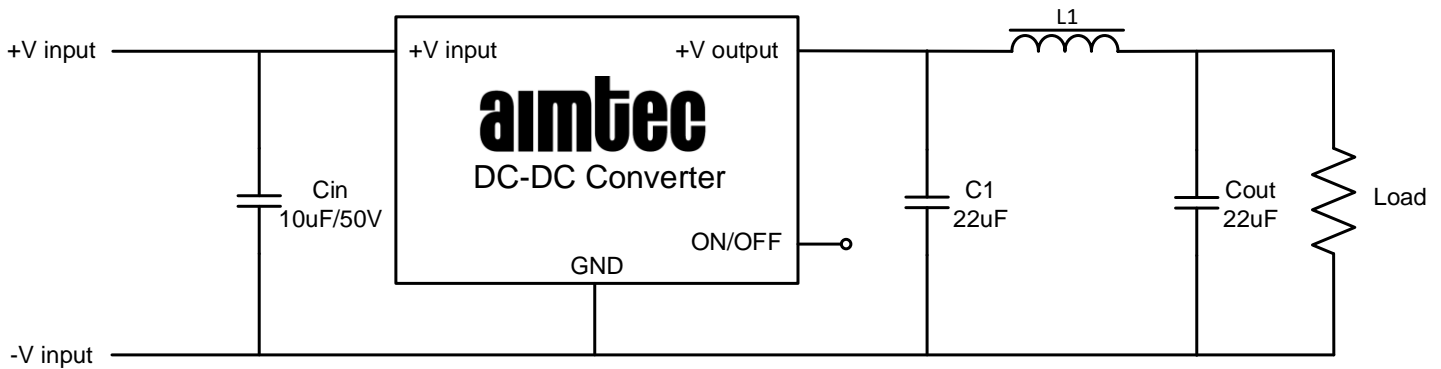 L1
+V input
+V input
+V output
aimtec
DC-DC Converter
Cin
10uF/50V
C1
22uF
Cout
22uF
Load
ON/OFF
GND
-V input